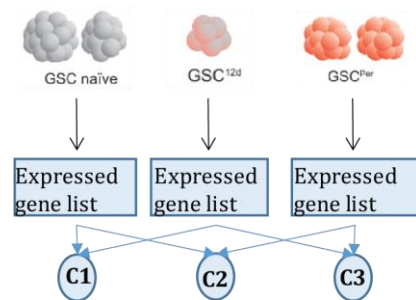 GSC naïve
GSC¹²ᵈ
GSCᴾᵉʳ
Expressed
gene list
Expressed
gene list
Expressed
gene list
C1
C2
C3